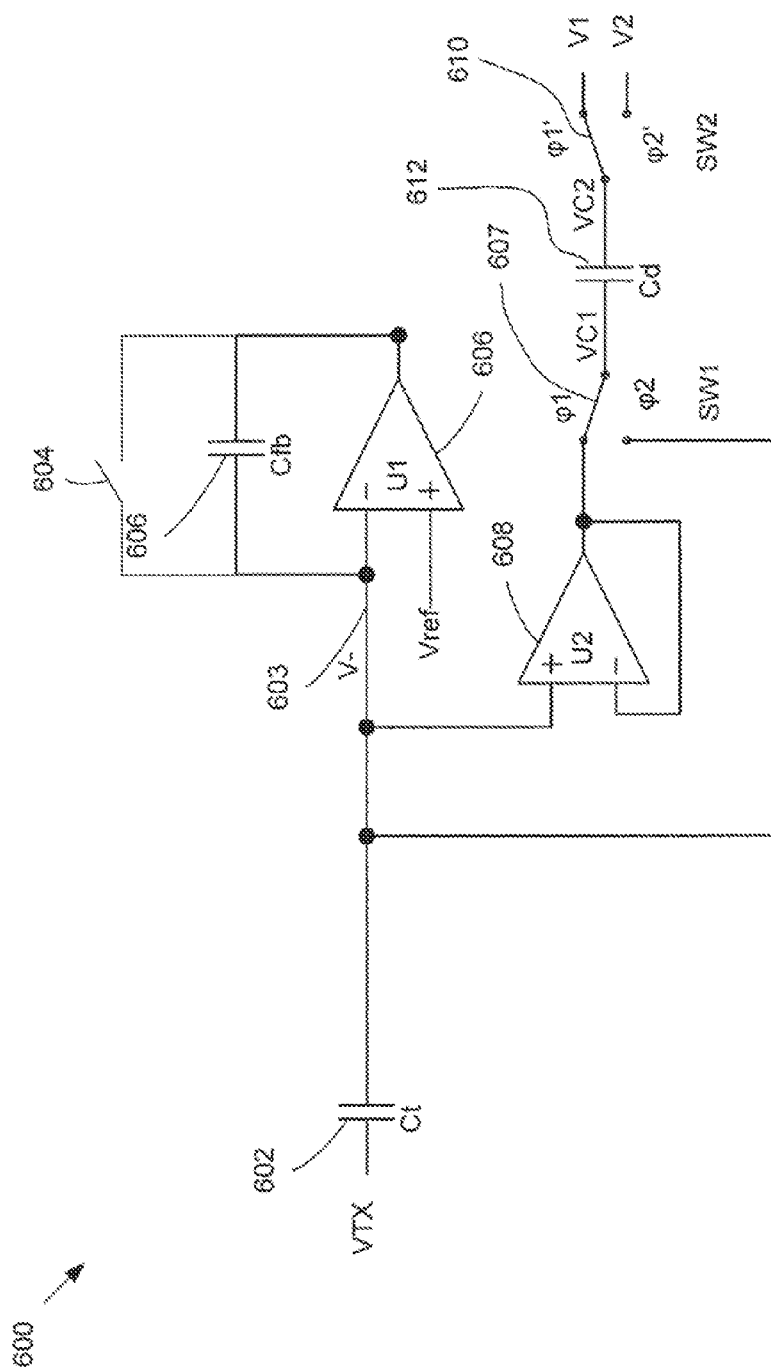 600
VTX
602
Ct
603
V-
604
606
Cfb
U1
-
+
606
Vref
608
U2
+
-
φ1
607
φ2
SW1
VC1
612
Cd
VC2
φ1'
610
φ2'
SW2
V1
V2